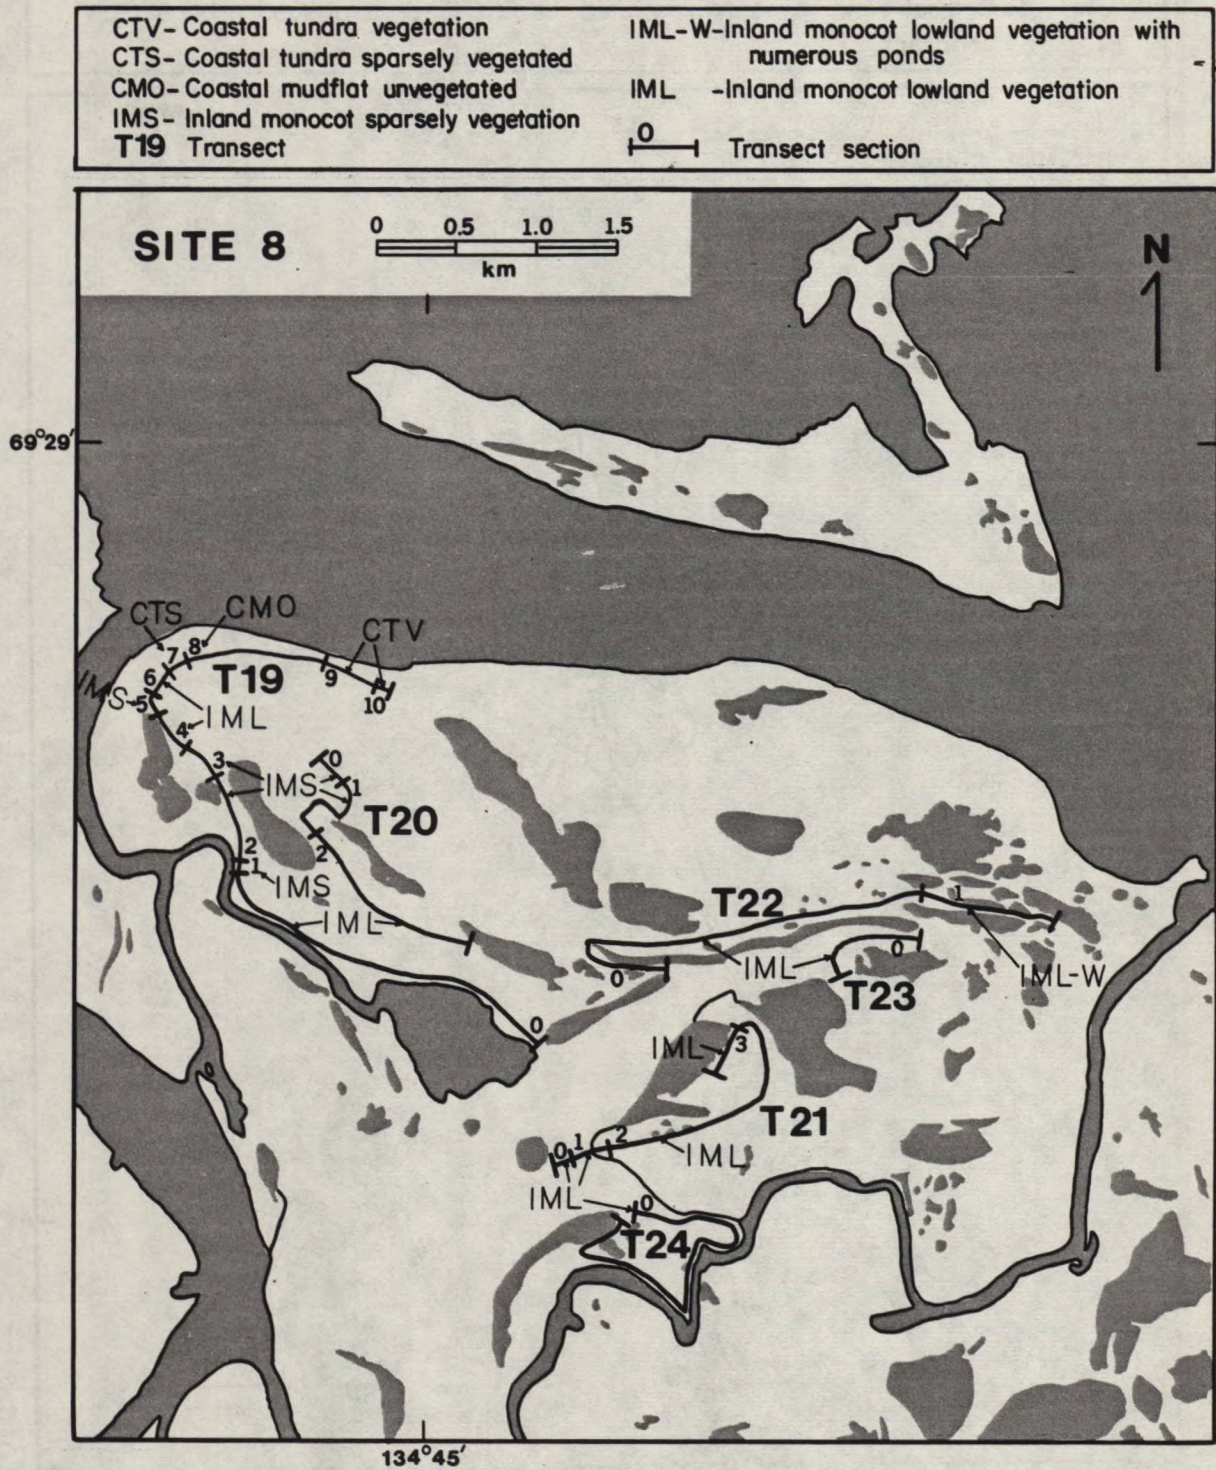 CTV- Coastal tundra vegetation
CTS- Coastal tundra sparsely vegetated
CMO- Coastal mudflat unvegetated
IMS- Inland monocot sparsely vegetation
T19 Transect
IML-W-Inland monocot lowland vegetation with
numerous ponds
IML -Inland monocot lowland vegetation
0 Transect section
SITE 8
0 0.5 1.0 1.5
km
N
69°29'
CTS CMO
CTV
8
7
6
T19
9
10
IMS
5
IML
4
3
0
IMS
1
T20
2
2
1
IMS
T22
1
IML
0
IML
0
IML-W
T23
0
IML
3
T21
0 1 2
IML
IML
0
T24
134°45'